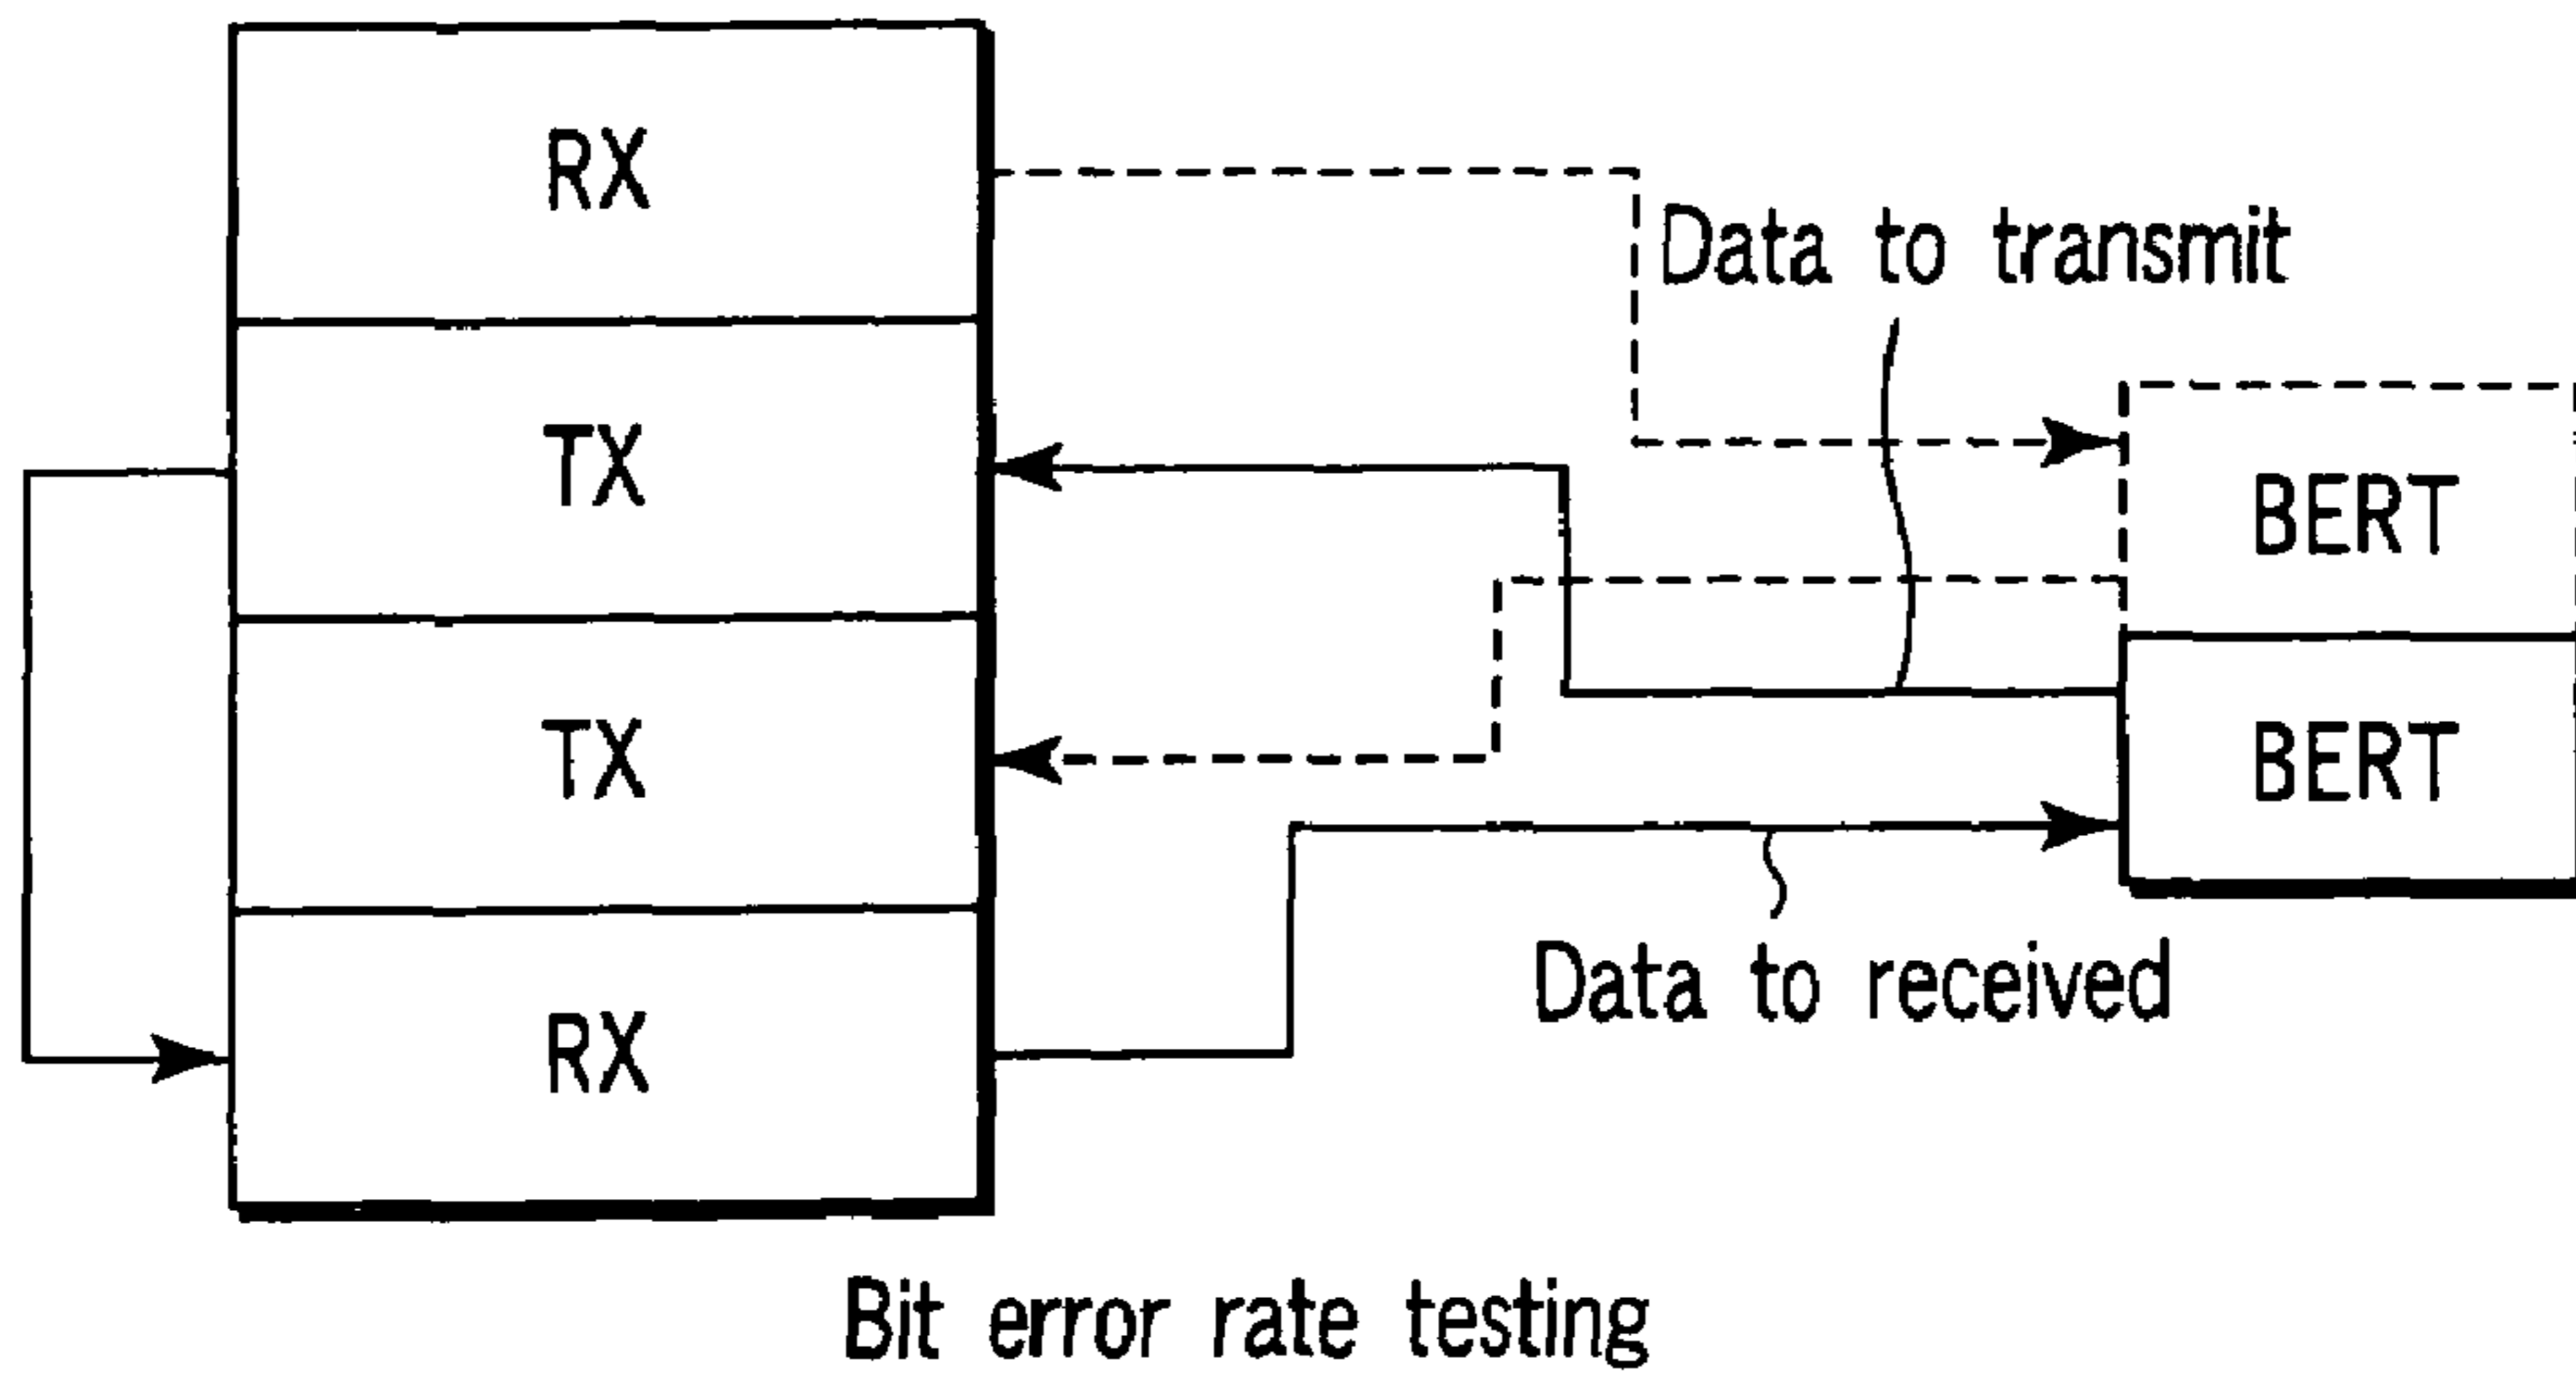 RX
Data to transmit
TX
BERT
TX
BERT
Data to received
RX
Bit error rate testing